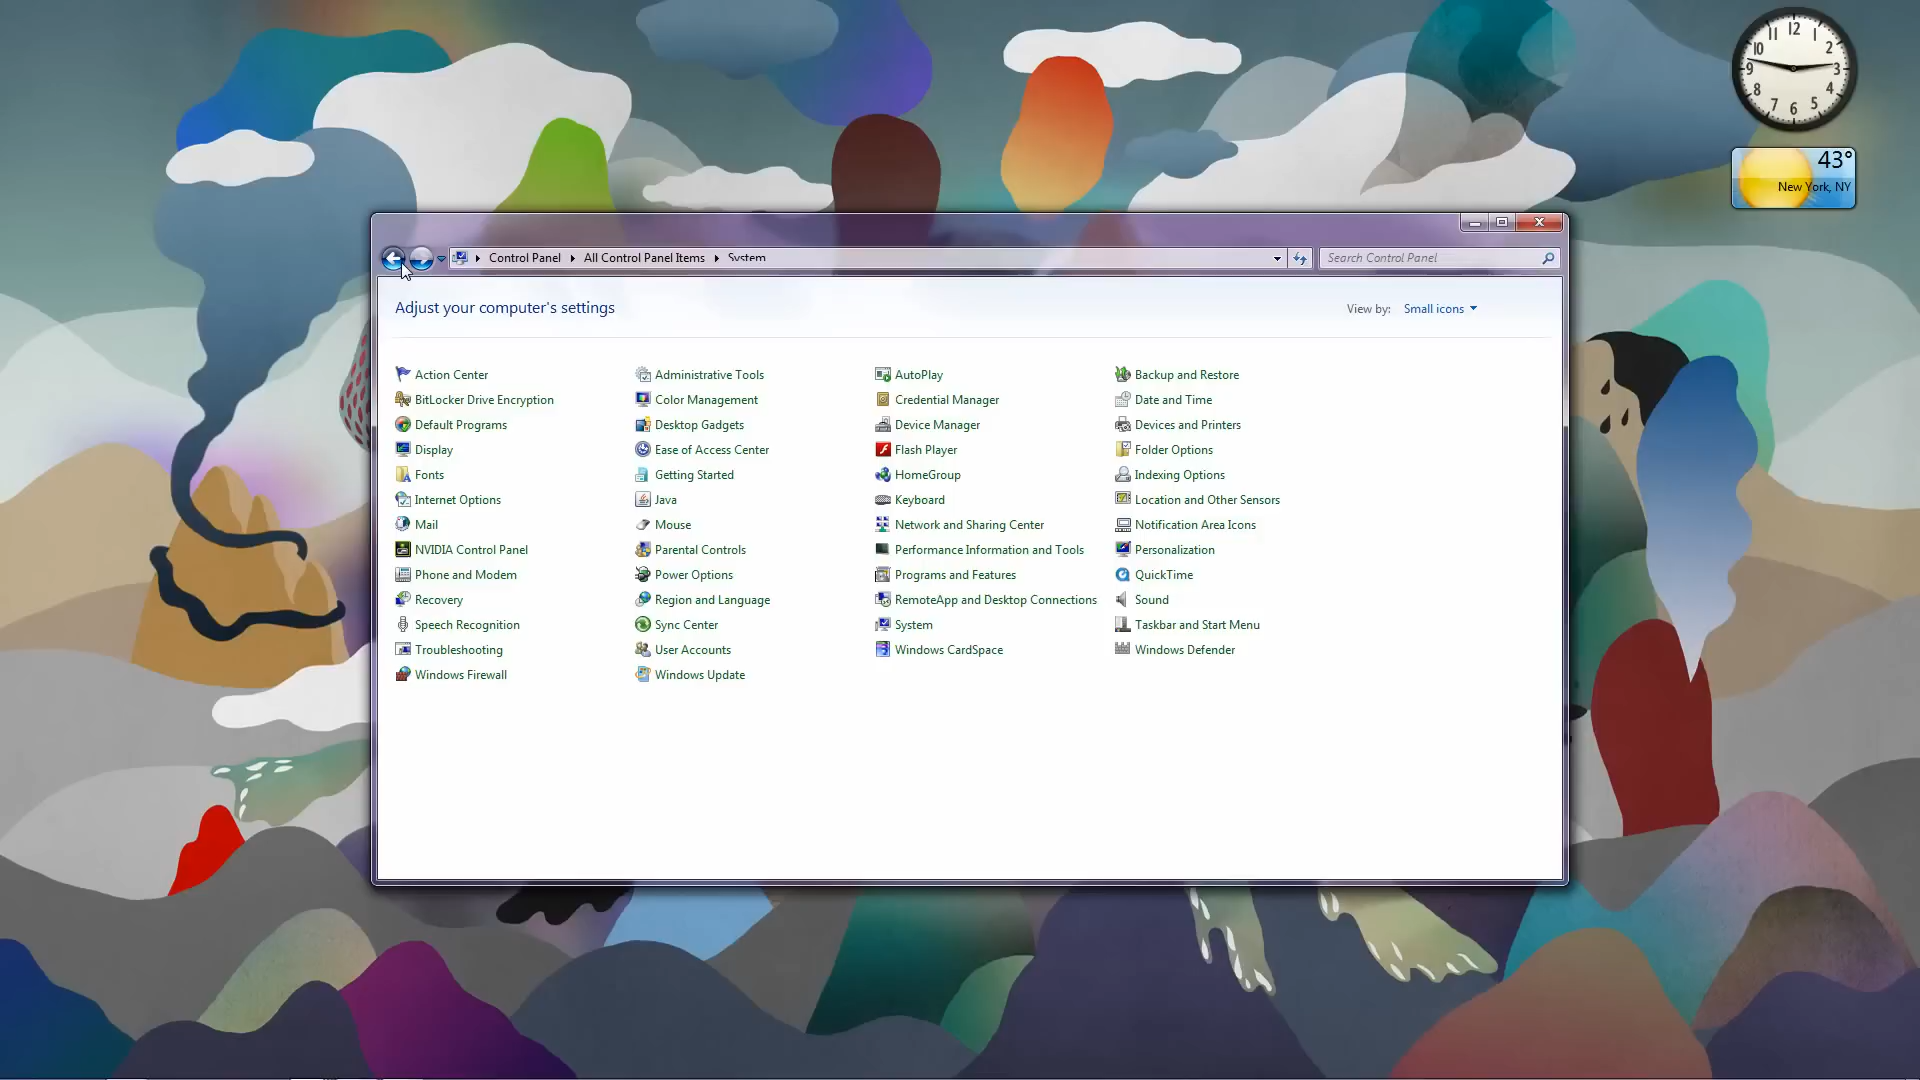 12
11 1
10 2
9 3
8 4
7 5
6
43°
New York, NY
Control Panel All Control Panel Items System
Search Control Panel
Adjust your computer's settings
View by: Small icons
Action Center Administrative Tools AutoPlay Backup and Restore
BitLocker Drive Encryption Color Management Credential Manager Date and Time
Default Programs Desktop Gadgets Device Manager Devices and Printers
Display Ease of Access Center Flash Player Folder Options
Fonts Getting Started HomeGroup Indexing Options
Internet Options Java Keyboard Location and Other Sensors
Mail Mouse Network and Sharing Center Notification Area Icons
NVIDIA Control Panel Parental Controls Performance Information and Tools Personalization
Phone and Modem Power Options Programs and Features QuickTime
Recovery Region and Language RemoteApp and Desktop Connections Sound
Speech Recognition Sync Center System Taskbar and Start Menu
Troubleshooting User Accounts Windows CardSpace Windows Defender
Windows Firewall Windows Update